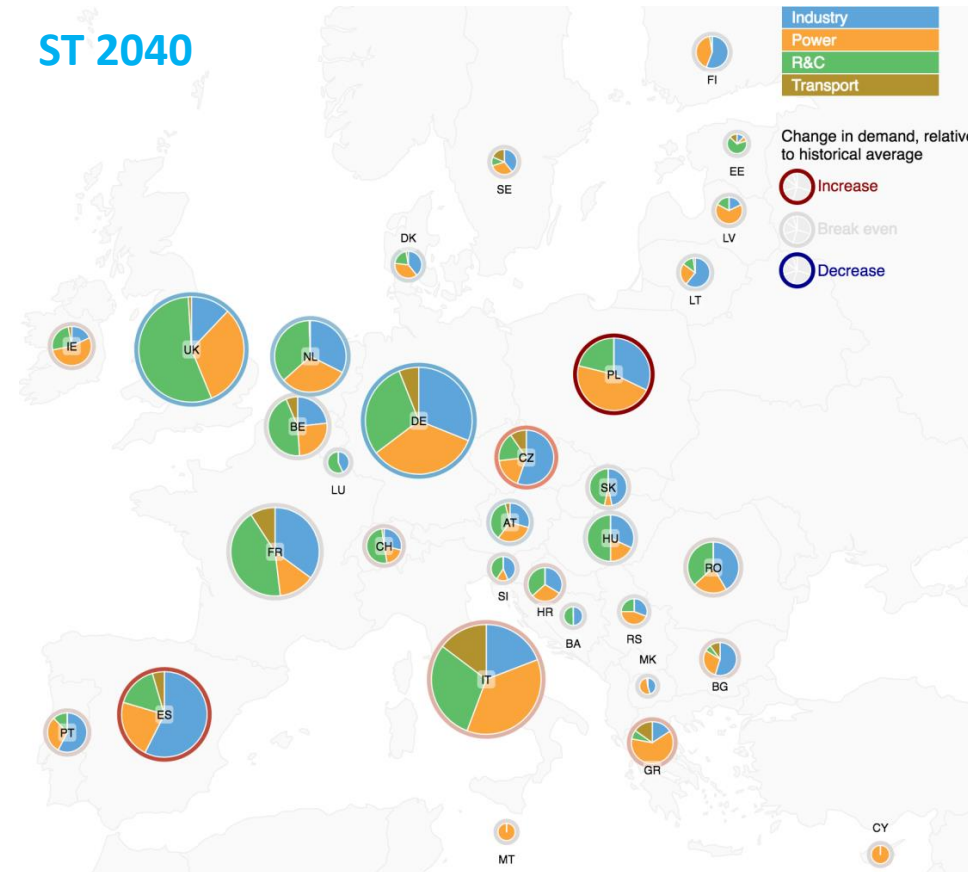 ST 2040
Industry
Power
R&C
Transport
Change in demand, relative
to historical average
Increase
Break even
Decrease
FI
EE
SE
LV
DK
LT
IE
UK
NL
PL
BE
DE
CZ
LU
SK
AT
FR
CH
HU
RO
SI
HR
BA
RS
MK
BG
IT
ES
PT
GR
MT
CY